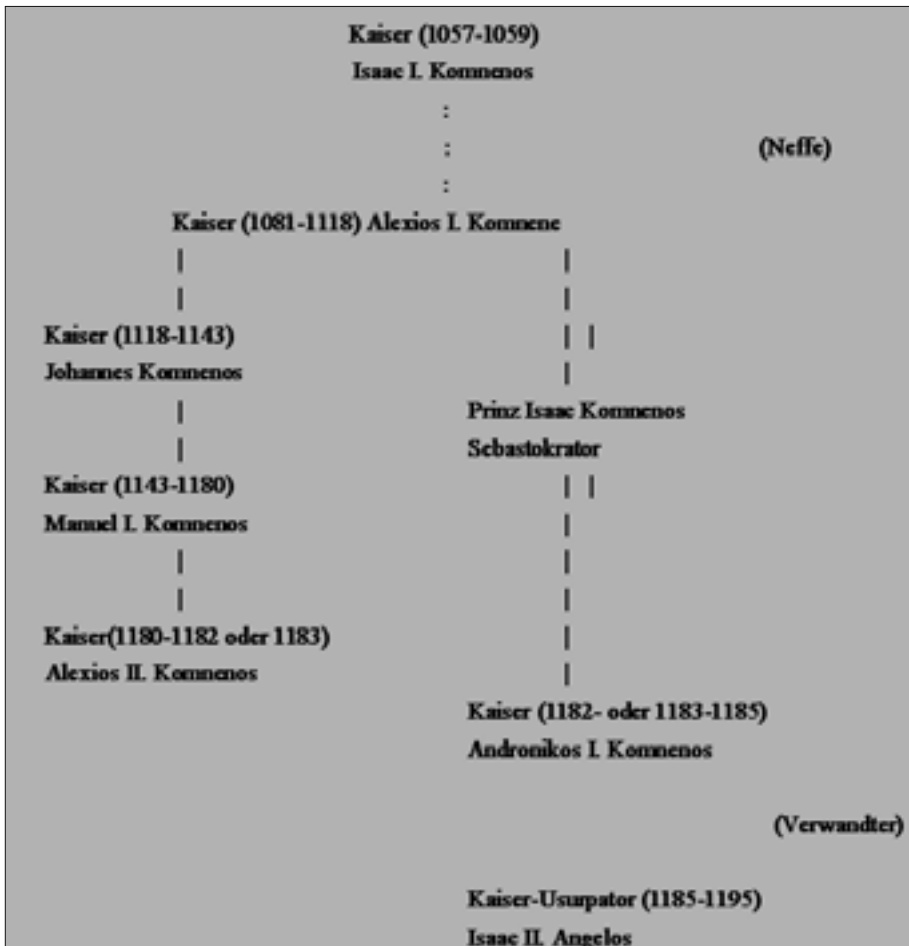 Kaiser (1057-1059)
Isaac I. Komnenos
:
:
(Neffe)
:
Kaiser (1081-1118) Alexios I. Komnene
| |
| |
Kaiser (1118-1143) | |
Johannes Komnenos |
| Prinz Isaac Komnenos
| Sebastokrator
Kaiser (1143-1180) | |
Manuel I. Komnenos |
| |
| |
Kaiser(1180-1182 oder 1183) |
Alexios II. Komnenos |
Kaiser (1182- oder 1183-1185)
Andronikos I. Komnenos
(Verwandter)
Kaiser-Usurpator (1185-1195)
Isaac II. Angelos